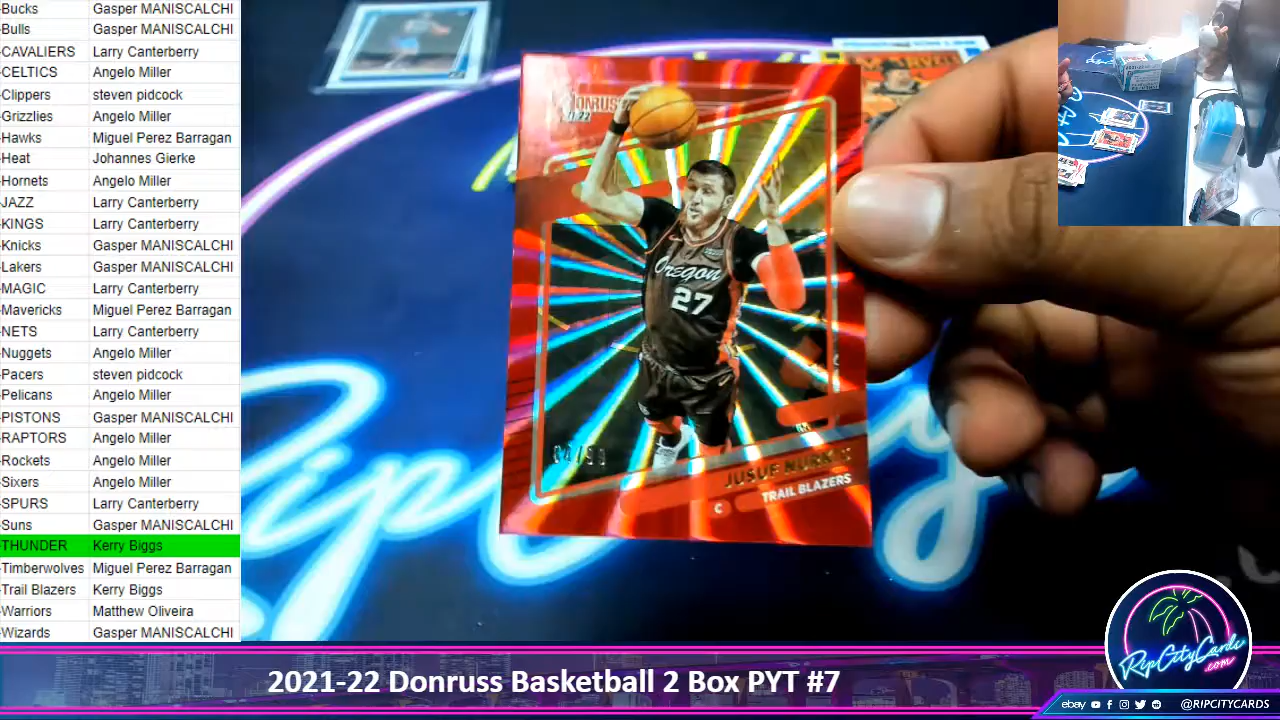 -Bucks Gasper MANISCALCHI
-Bulls Gasper MANISCALCHI
-CAVALIERS Larry Canterberry
-CELTICS Angelo Miller
-Clippers steven pidcock
-Grizzlies Angelo Miller
-Hawks Miguel Perez Barragan
-Heat Johannes Gierke
-Hornets Angelo Miller
-JAZZ Larry Canterberry
-KINGS Larry Canterberry
-Knicks Gasper MANISCALCHI
-Lakers Gasper MANISCALCHI
-MAGIC Larry Canterberry
-Mavericks Miguel Perez Barragan
-NETS Larry Canterberry
-Nuggets Angelo Miller
-Pacers steven pidcock
-Pelicans Angelo Miller
-PISTONS Gasper MANISCALCHI
-RAPTORS Angelo Miller
-Rockets Angelo Miller
-Sixers Angelo Miller
-SPURS Larry Canterberry
-Suns Gasper MANISCALCHI
-THUNDER Kerry Biggs
-Timberwolves Miguel Perez Barragan
-Trail Blazers Kerry Biggs
-Warriors Matthew Oliveira
-Wizards Gasper MANISCALCHI
DONRUSS
Oregon
27
JUSUF
TRAIL BLAZERS
C
RipCityCards
.com
2021-22 Donruss Basketball 2 Box PYT #7
ebay @RIPCITYCARDS